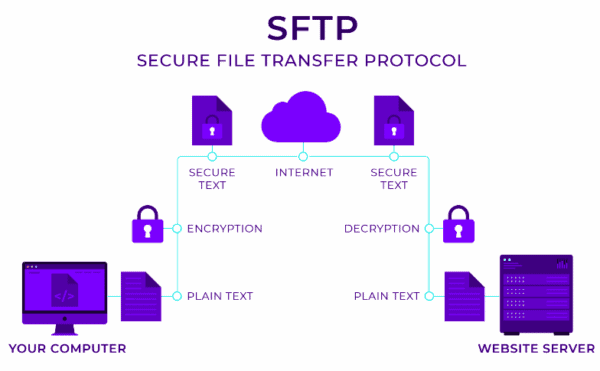 SFTP
SECURE FILE TRANSFER PROTOCOL
SECURE
TEXT
INTERNET
SECURE
TEXT
ENCRYPTION
DECRYPTION
PLAIN TEXT
PLAIN TEXT
</>
YOUR COMPUTER
WEBSITE SERVER